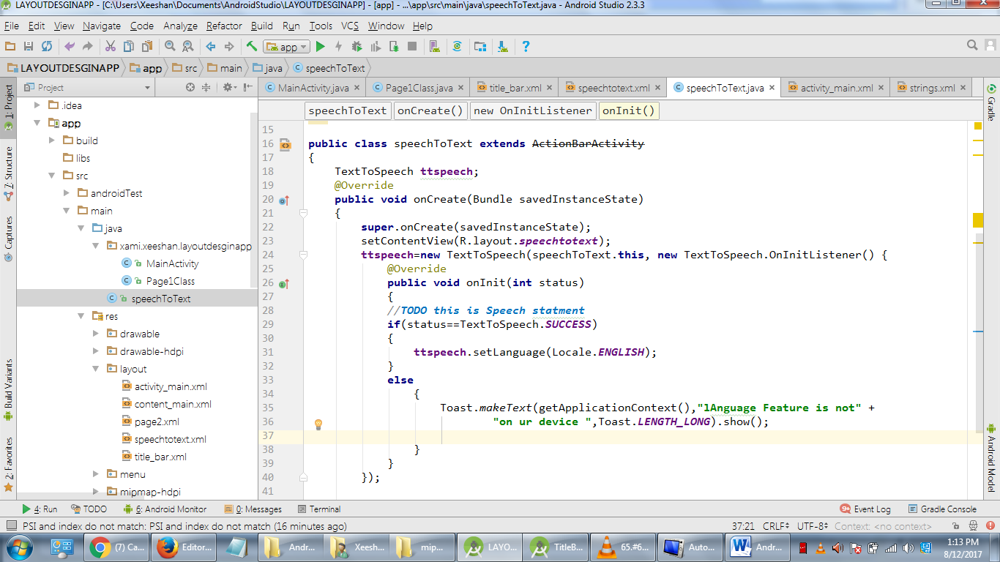 LAYOUTDESGINAPP - [C:\Users\Xeeshan\Documents\AndroidStudio\LAYOUTDESGINAPP] - [app] - ...\app\src\main\java\speechToText.java - Android Studio 2.3.3
File Edit View Navigate Code Analyze Refactor Build Run Tools VCS Window Help
app
LAYOUTDESGINAPP app src main java speechToText
Project
MainActivity.java Page1Class.java title_bar.xml speechtotext.xml speechToText.java activity_main.xml strings.xml
speechToText onCreate() new OnInitListener onInit()
1: Project
7: Structure
Captures
Build Variants
2: Favorites
.idea
app
build
libs
src
androidTest
main
java
xami.xeeshan.layoutdesginapp
MainActivity
Page1Class
speechToText
res
drawable
drawable-hdpi
layout
activity_main.xml
content_main.xml
page2.xml
speechtotext.xml
title_bar.xml
menu
mipmap-hdpi
15
16 public class speechToText extends ActionBarActivity
17 {
18 TextToSpeech ttspeech;
19 @Override
20 public void onCreate(Bundle savedInstanceState)
21 {
22 super.onCreate(savedInstanceState);
23 setContentView(R.layout.speechtotext);
24 ttspeech=new TextToSpeech(speechToText.this, new TextToSpeech.OnInitListener() {
25 @Override
26 public void onInit(int status)
27 {
28 //TODO this is Speech statment
29 if(status==TextToSpeech.SUCCESS)
30 {
31 ttspeech.setLanguage(Locale.ENGLISH);
32 }
33 else
34 {
35 Toast.makeText(getApplicationContext(),"lAnguage Feature is not" +
36 "on ur device ",Toast.LENGTH_LONG).show();
37
38 }
39 }
40 });
41
Gradle
Android Model
4: Run TODO 6: Android Monitor 0: Messages Terminal Event Log Gradle Console
PSI and index do not match: PSI and index do not match (16 minutes ago) 37:21 CRLF UTF-8 Context: <no context>
(7) Ca... Editor... Andr... Xeesh... mip... LAYO... TitleB... 65.#6... Auto... Andr... 1:13 PM
8/12/2017